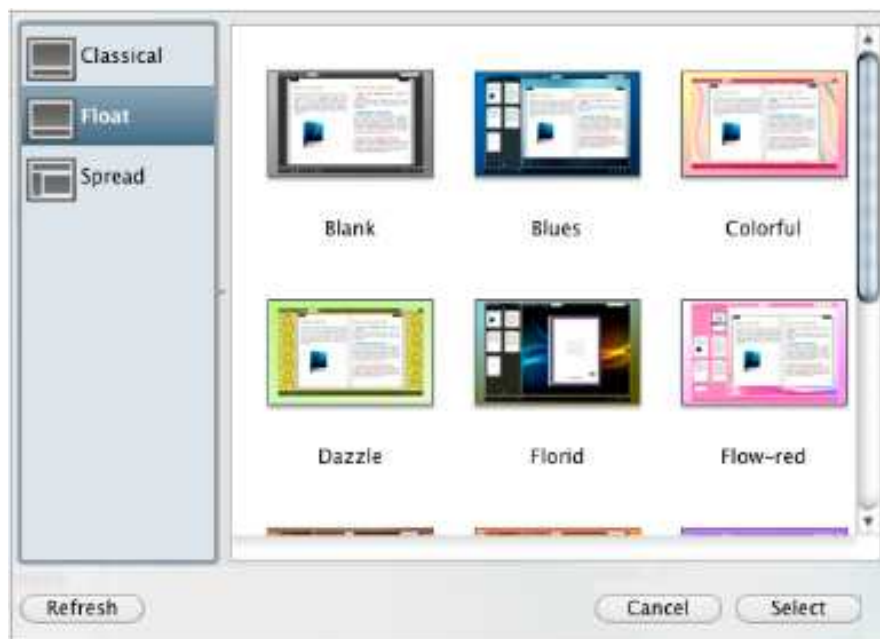 Classical
Float
Spread
Blank
Blues
Colorful
Dazzle
Florid
Flow-red
Refresh
Cancel
Select